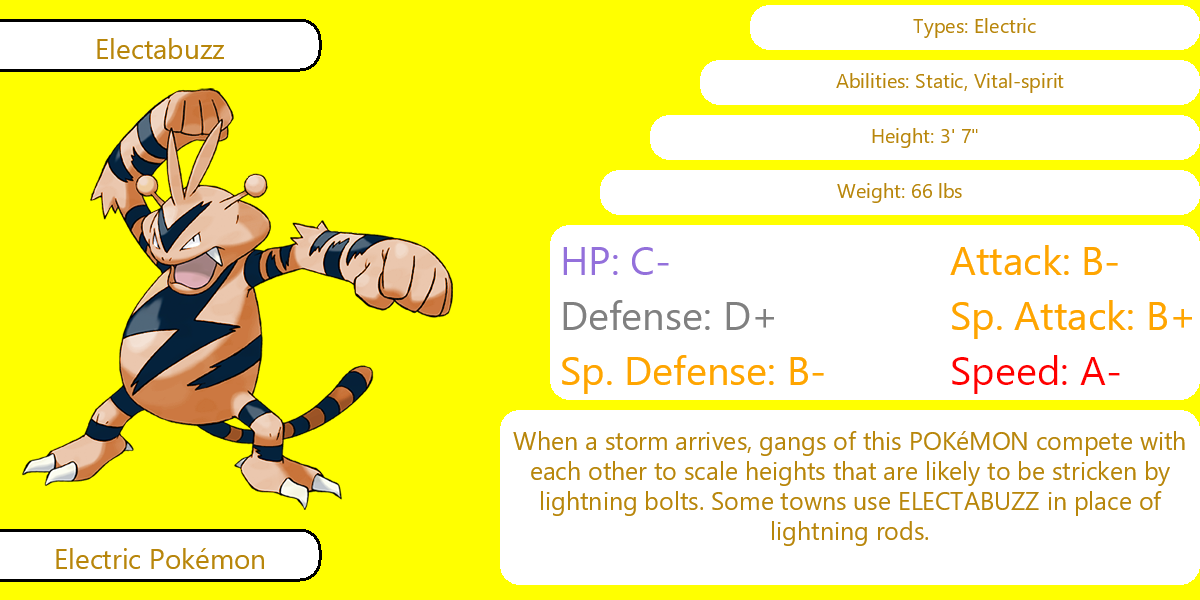 Electabuzz
Types: Electric
Abilities: Static, Vital-spirit
Height: 3' 7"
Weight: 66 lbs
HP: C-
Attack: B-
Defense: D+
Sp. Attack: B+
Sp. Defense: B-
Speed: A-
When a storm arrives, gangs of this POKéMON compete with
each other to scale heights that are likely to be stricken by
lightning bolts. Some towns use ELECTABUZZ in place of
lightning rods.
Electric Pokémon